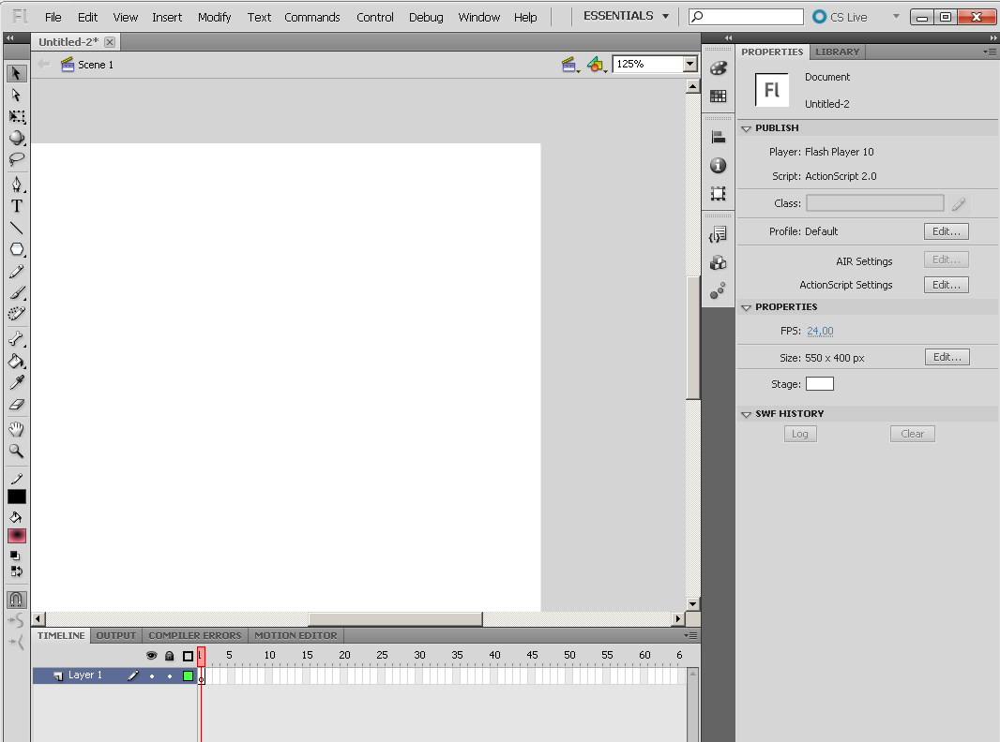 Fl File Edit View Insert Modify Text Commands Control Debug Window Help ESSENTIALS CS Live
Untitled-2*
Scene 1
125%
T
TIMELINE OUTPUT COMPILER ERRORS MOTION EDITOR
1 5 10 15 20 25 30 35 40 45 50 55 60 6
Layer 1
PROPERTIES LIBRARY
Fl
Document
Untitled-2
PUBLISH
Player: Flash Player 10
Script: ActionScript 2.0
Class:
Profile: Default Edit...
AIR Settings Edit...
ActionScript Settings Edit...
PROPERTIES
FPS: 24,00
Size: 550 x 400 px Edit...
Stage:
SWF HISTORY
Log Clear